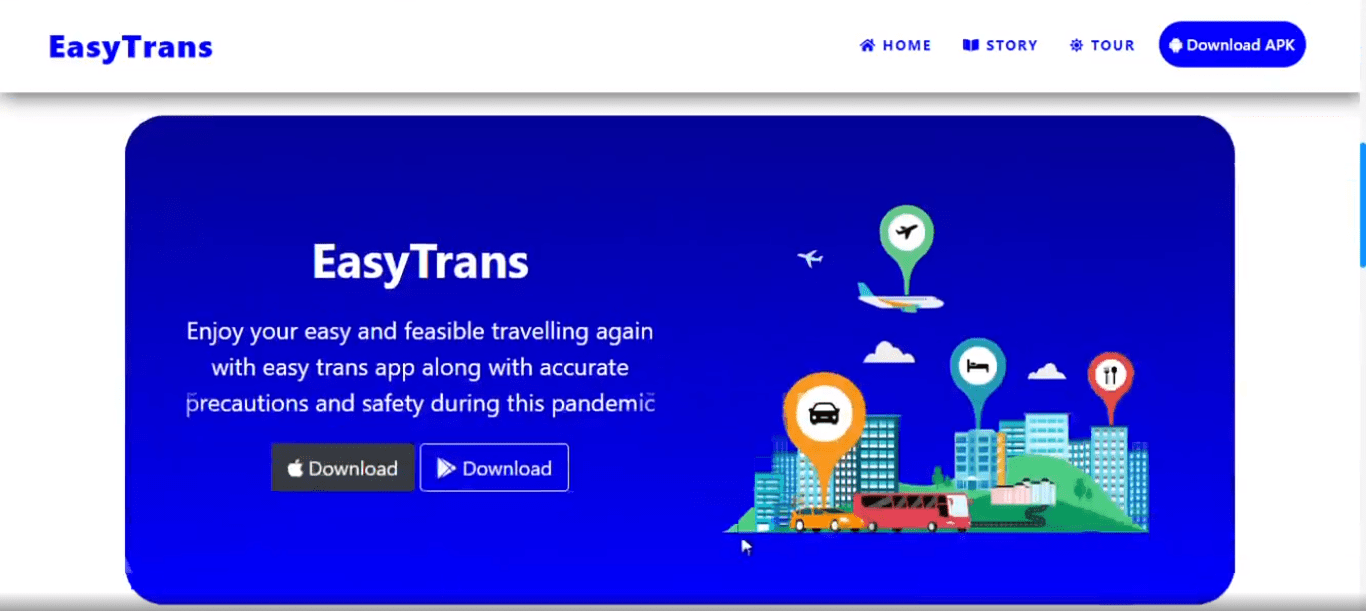 EasyTrans
HOME
STORY
TOUR
Download APK
EasyTrans
Enjoy your easy and feasible travelling again
with easy trans app along with accurate
precautions and safety during this pandemic
Download
Download